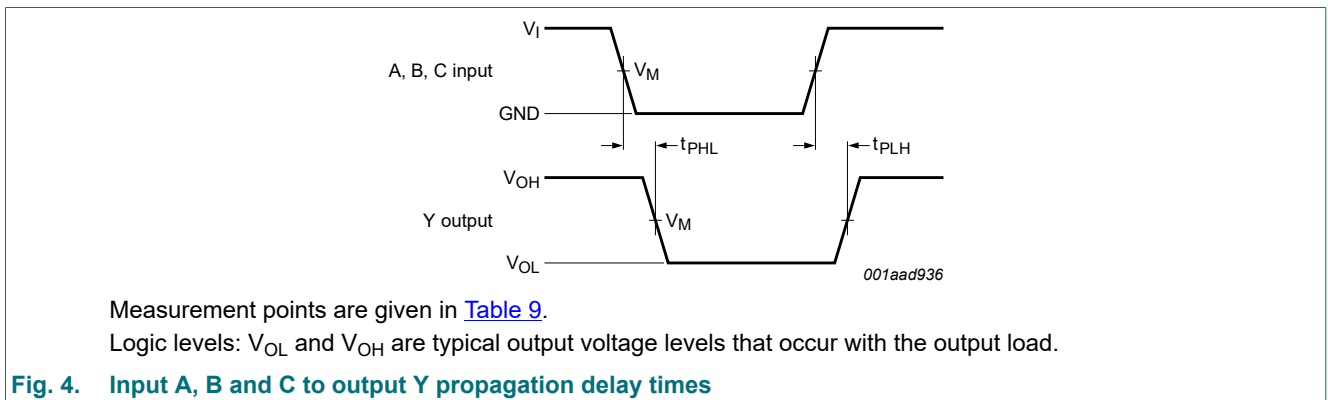 V_I
A, B, C input
V_M
GND
t_PHL
t_PLH
V_OH
Y output
V_M
V_OL
001aad936
Measurement points are given in Table 9.
Logic levels: V_OL and V_OH are typical output voltage levels that occur with the output load.
Fig. 4. Input A, B and C to output Y propagation delay times